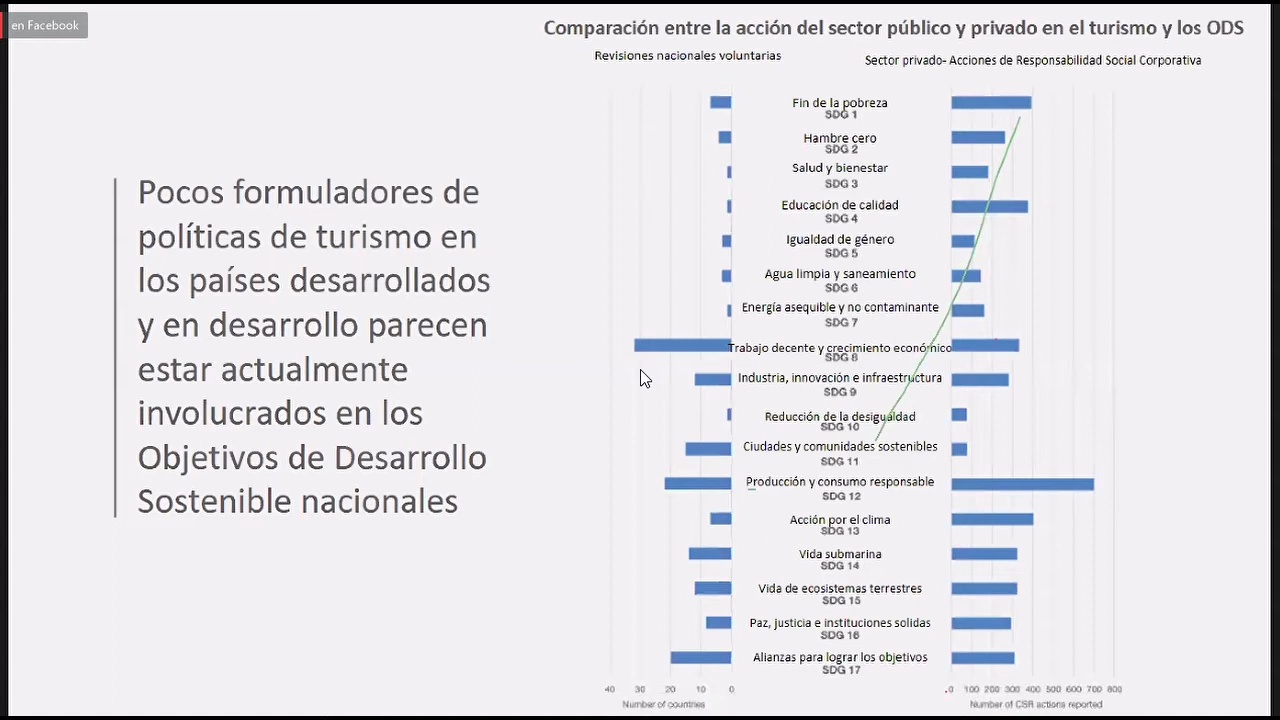 en Facebook
Comparación entre la acción del sector público y privado en el turismo y los ODS
Revisiones nacionales voluntarias
Sector privado- Acciones de Responsabilidad Social Corporativa
Pocos formuladores de
políticas de turismo en
los países desarrollados
y en desarrollo parecen
estar actualmente
involucrados en los
Objetivos de Desarrollo
Sostenible nacionales
Fin de la pobreza
SDG 1
Hambre cero
SDG 2
Salud y bienestar
SDG 3
Educación de calidad
SDG 4
Igualdad de género
SDG 5
Agua limpia y saneamiento
SDG 6
Energía asequible y no contaminante
SDG 7
Trabajo decente y crecimiento económico
SDG 8
Industria, innovación e infraestructura
SDG 9
Reducción de la desigualdad
SDG 10
Ciudades y comunidades sostenibles
SDG 11
Producción y consumo responsable
SDG 12
Acción por el clima
SDG 13
Vida submarina
SDG 14
Vida de ecosistemas terrestres
SDG 15
Paz, justicia e instituciones solidas
SDG 16
Alianzas para lograr los objetivos
SDG 17
40 30 20 10 0
Number of countries
0 100 200 300 400 500 600 700 800
Number of CSR actions reported